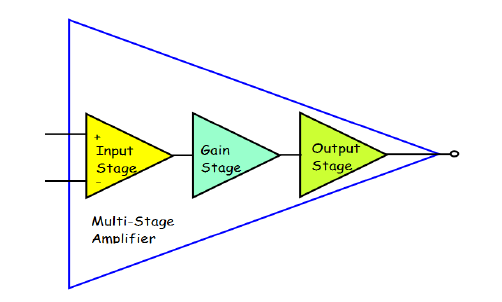 +
Input
Stage
-
Gain
Stage
Output
Stage
Multi-Stage
Amplifier